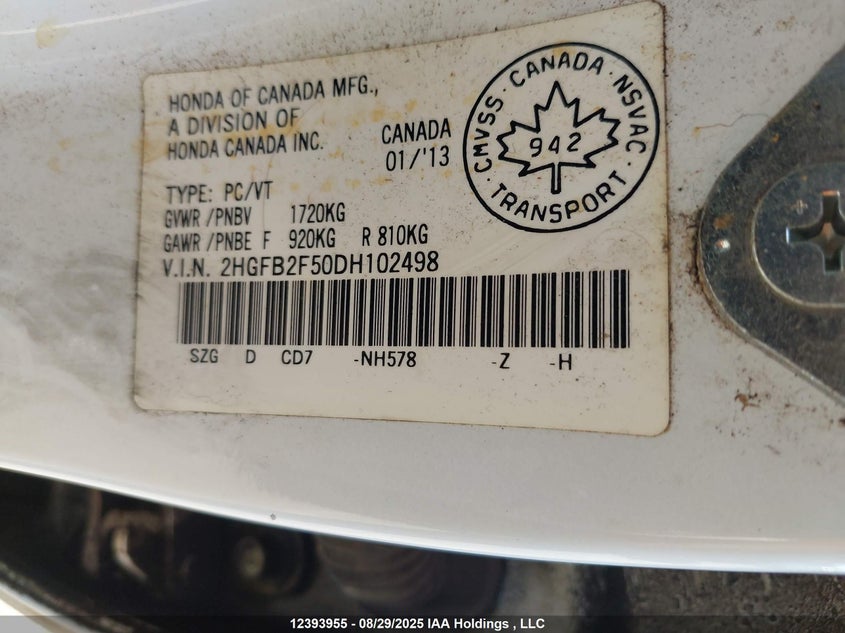 HONDA OF CANADA MFG.,
A DIVISION OF
HONDA CANADA INC.
CANADA
01/'13
CMVSS · CANADA · NSVAC · TRANSPORT ·
942
TYPE: PC/VT
GVWR /PNBV 1720KG
GAWR /PNBE F 920KG R 810KG
V.I.N. 2HGFB2F50DH102498
SZG D CD7 -NH578 -Z -H
12393955 - 08/29/2025 IAA Holdings , LLC